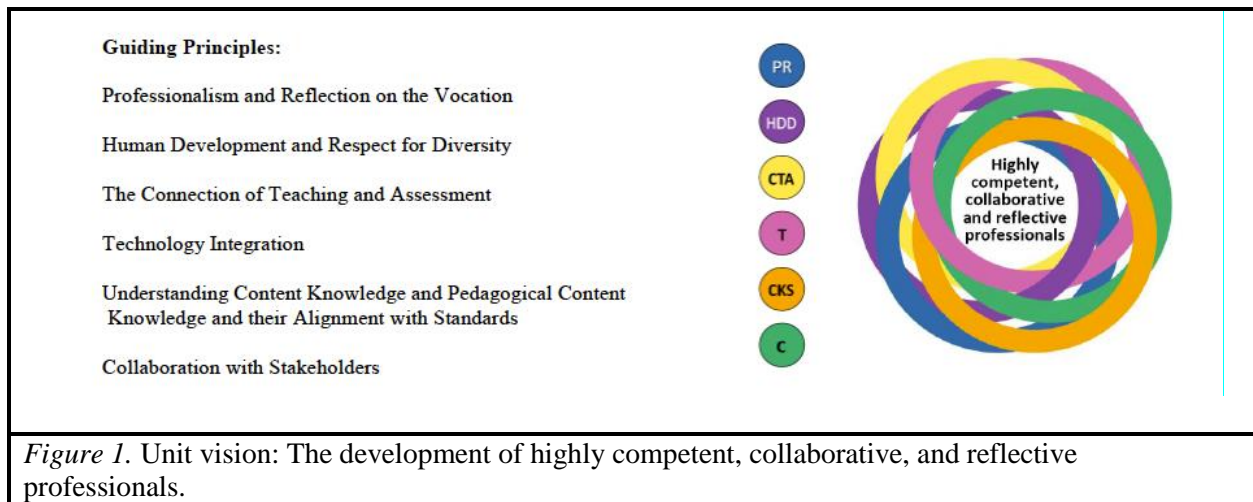 Guiding Principles:
Professionalism and Reflection on the Vocation
PR
Human Development and Respect for Diversity
HDD
The Connection of Teaching and Assessment
CTA
Technology Integration
T
Understanding Content Knowledge and Pedagogical Content
Knowledge and their Alignment with Standards
CKS
Collaboration with Stakeholders
C
Highly
competent,
collaborative
and reflective
professionals
Figure 1. Unit vision: The development of highly competent, collaborative, and reflective
professionals.